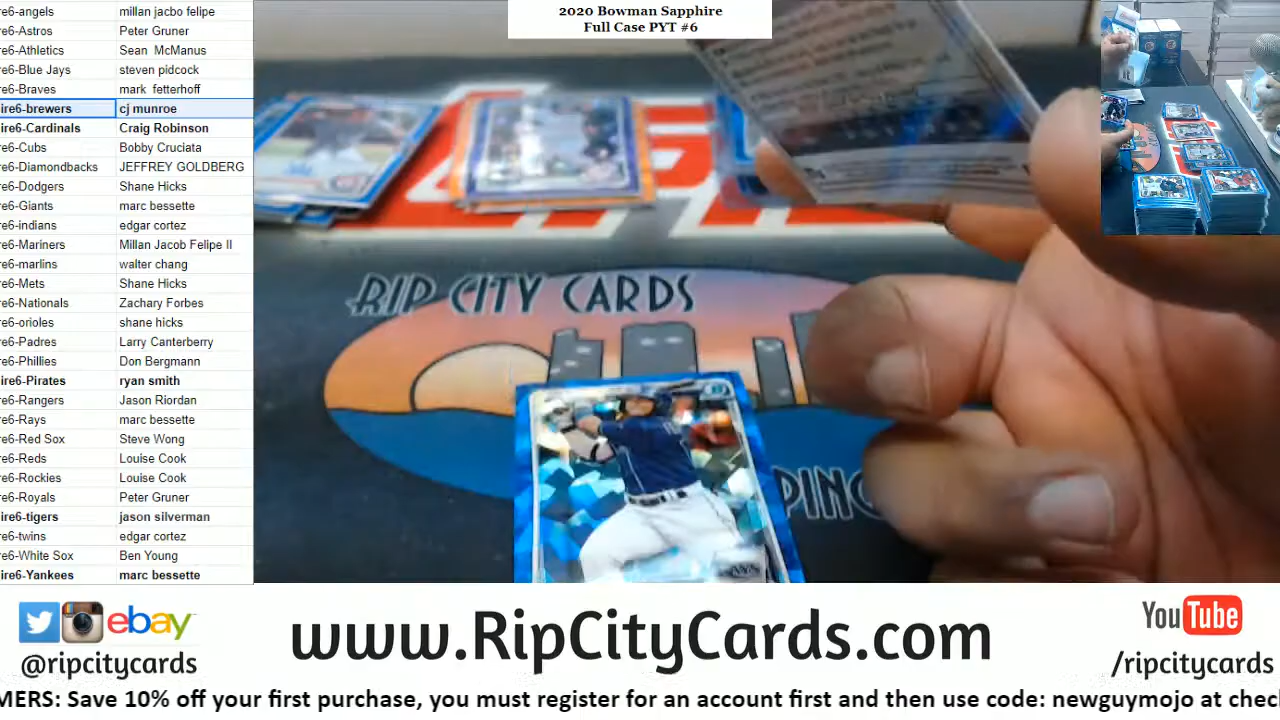 2020 Bowman Sapphire
Full Case PYT #6
re6-angels millan jacbo felipe
re6-Astros Peter Gruner
re6-Athletics Sean McManus
re6-Blue Jays steven pidcock
re6-Braves mark fetterhoff
ire6-brewers cj munroe
ire6-Cardinals Craig Robinson
re6-Cubs Bobby Cruciata
re6-Diamondbacks JEFFREY GOLDBERG
re6-Dodgers Shane Hicks
re6-Giants marc bessette
re6-indians edgar cortez
re6-Mariners Millan Jacob Felipe II
re6-marlins walter chang
re6-Mets Shane Hicks
re6-Nationals Zachary Forbes
re6-orioles shane hicks
re6-Padres Larry Canterberry
re6-Phillies Don Bergmann
ire6-Pirates ryan smith
re6-Rangers Jason Riordan
re6-Rays marc bessette
re6-Red Sox Steve Wong
re6-Reds Louise Cook
re6-Rockies Louise Cook
re6-Royals Peter Gruner
ire6-tigers jason silverman
re6-twins edgar cortez
re6-White Sox Ben Young
ire6-Yankees marc bessette
RIP CITY CARDS
PING
ebay
@ripcitycards
www.RipCityCards.com
YouTube
/ripcitycards
MERS: Save 10% off your first purchase, you must register for an account first and then use code: newguymojo at chec